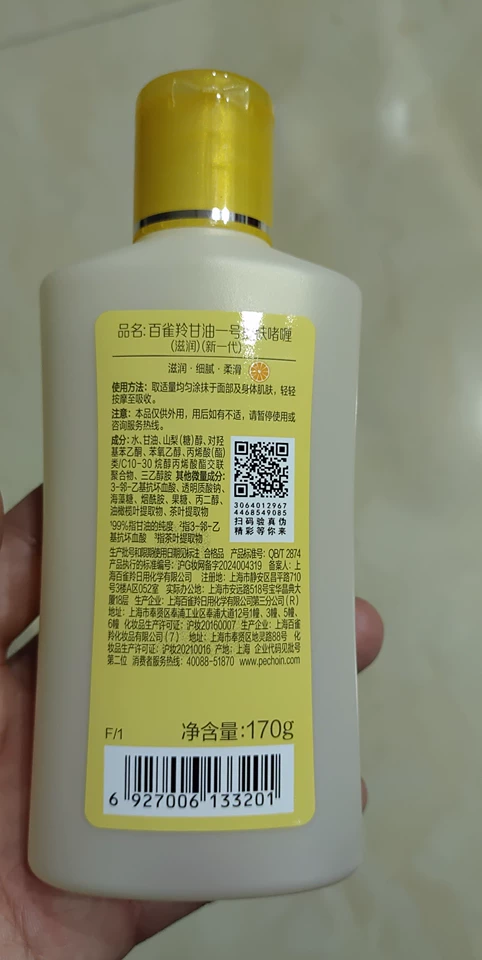 品名:百雀羚甘油一号 肤啫喱
(滋润)(新一代)
滋润·细腻·柔滑
使用方法: 取适量均匀涂抹于面部及身体肌肤, 轻轻
按摩至吸收。
注意: 本品仅供外用, 用后如有不适, 请暂停使用或
咨询服务热线。
成分: 水、甘油、山梨(糖)醇、对羟
基苯乙酮、苯氧乙醇、丙烯酸(酯)
类/C10-30 烷醇丙烯酸酯交联
聚合物、三乙醇胺 其他微量成分:
3-邻-乙基抗坏血酸、透明质酸钠、
海藻糖、烟酰胺、果糖、丙二醇、
油橄榄叶提取物、茶叶提取物
¹99%指甘油的纯度 ²指3-邻-乙
基抗坏血酸 ³指茶叶提取物
3064012967
4468549085
扫码验真伪
精彩等你来
生产批号和限期使用日期见标注 合格品 产品标准号: QB/T 2874
产品执行的标准编号: 沪G妆网备字2024004319 备案人: 上
海百雀羚日用化学有限公司 注册地: 上海市静安区昌平路710
号3楼A区052室 实际办公地: 上海市安远路518号宝华晶典大
厦18层 生产企业: 上海百雀羚日用化学有限公司第三分公司 (R)
地址: 上海市奉贤区奉浦工业区奉浦大道12号1幢、3幢、5幢、
6幢 化妆品生产许可证: 沪妆20160007 生产企业: 上海百雀
羚化妆品有限公司 (7) 地址: 上海市奉贤区地灵路88号 化
妆品生产许可证: 沪妆20210016 产地: 上海 企业代码见批号
第二位 消费者服务热线: 40088-51870 www.pechoin.com
F/1
净含量:170g
6 927006 133201